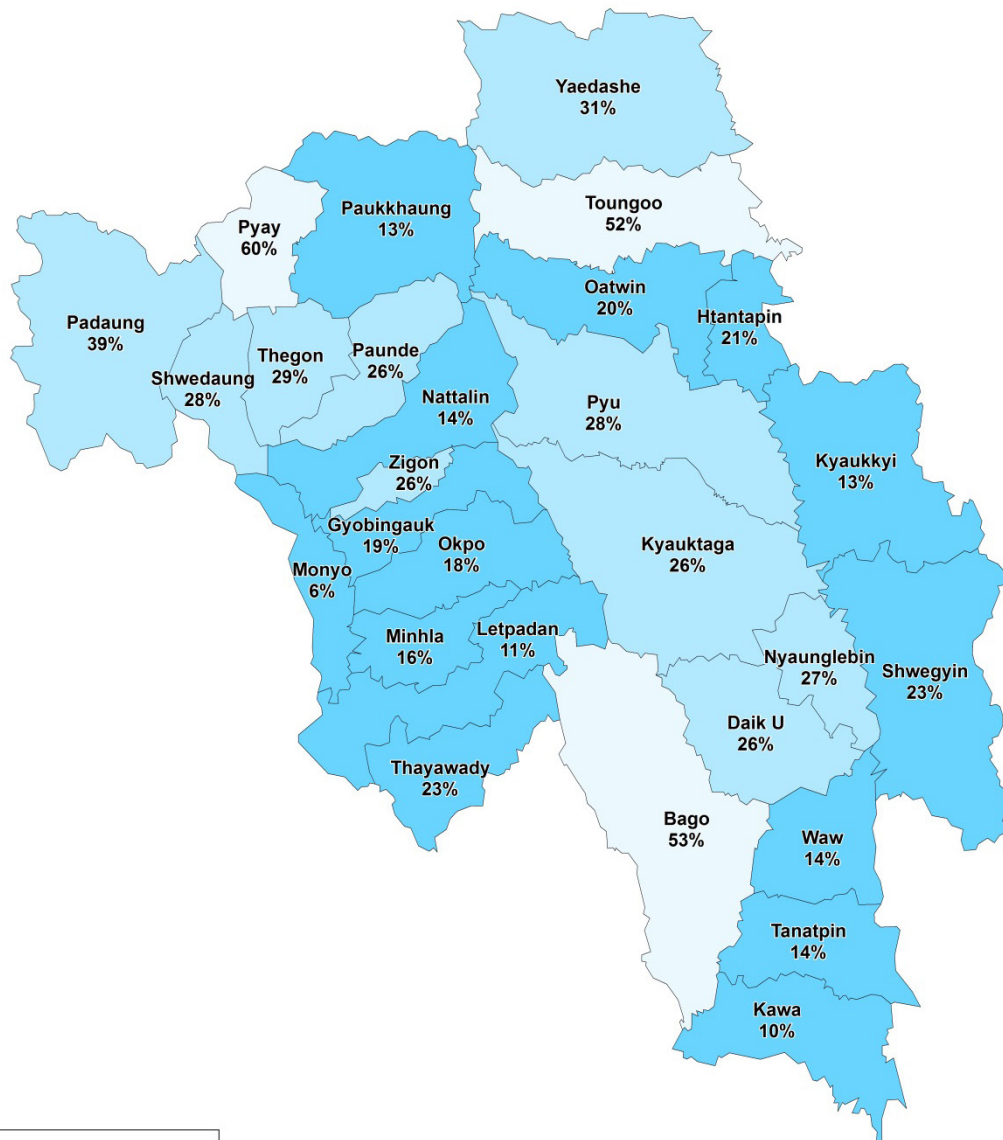 Yaedashe
31%
Toungoo
52%
Paukkhaung
13%
Pyay
60%
Oatwin
20%
Htantapin
21%
Padaung
39%
Shwedaung
28%
Thegon
29%
Paunde
26%
Nattalin
14%
Pyu
28%
Kyaukkyi
13%
Zigon
26%
Gyobingauk
19%
Okpo
18%
Kyauktaga
26%
Monyo
6%
Minhla
16%
Letpadan
11%
Nyaunglebin
27%
Shwegyin
23%
Daik U
26%
Thayawady
23%
Bago
53%
Waw
14%
Tanatpin
14%
Kawa
10%